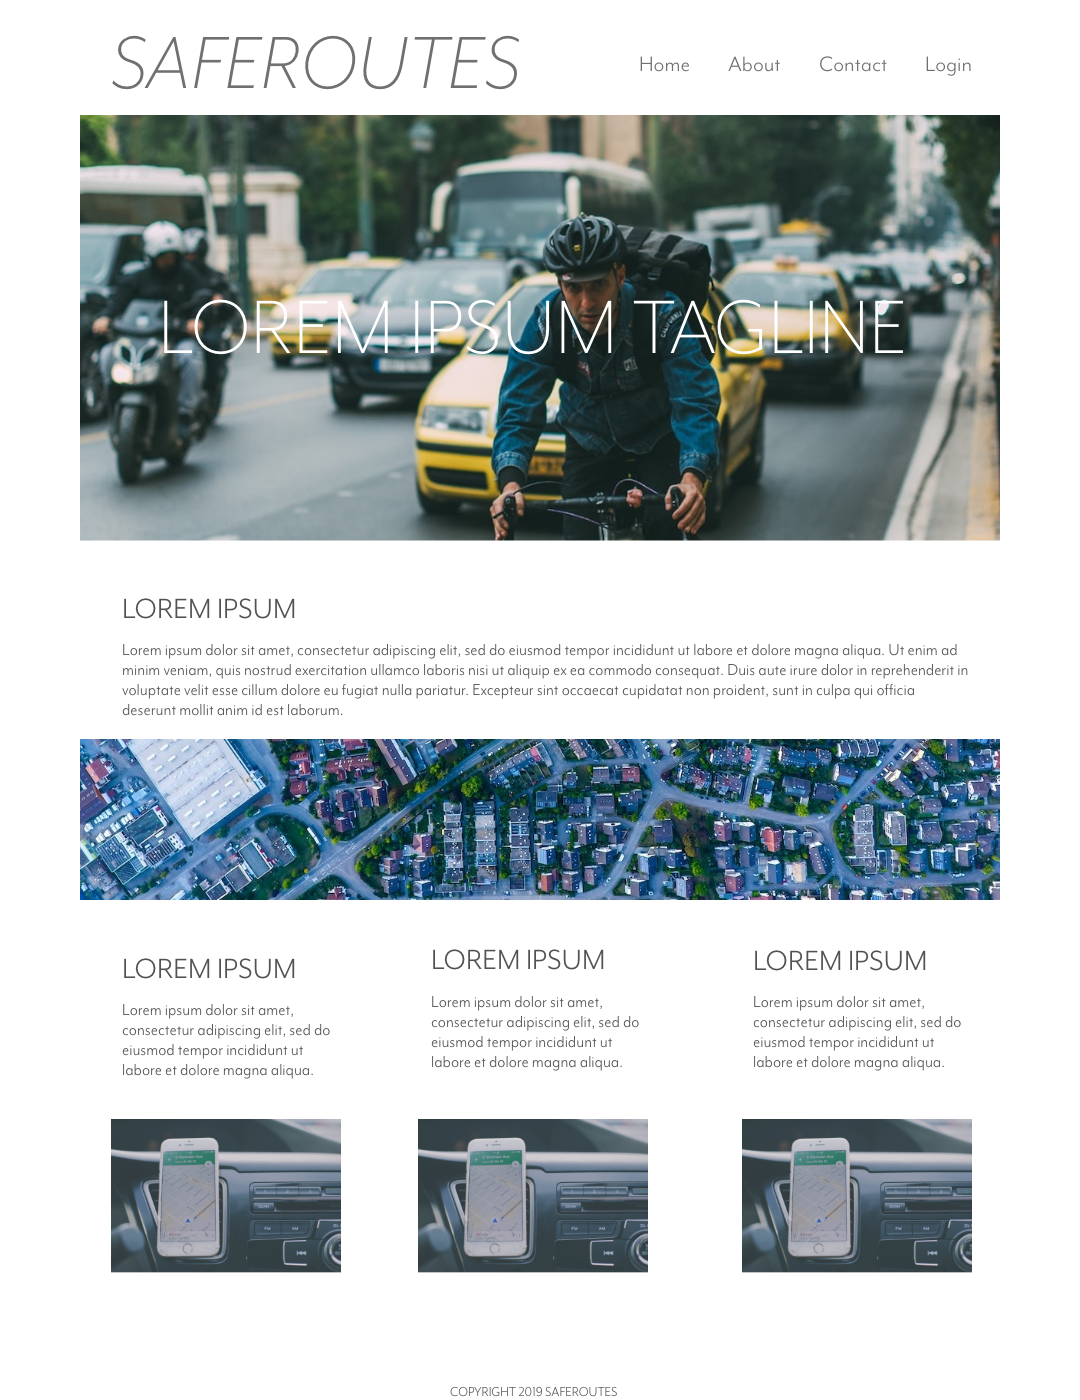 SAFEROUTES
Home About Contact Login
LOREM IPSUM TAGLINE
CALIFORNIA
LOREM IPSUM
Lorem ipsum dolor sit amet, consectetur adipiscing elit, sed do eiusmod tempor incididunt ut labore et dolore magna aliqua. Ut enim ad
minim veniam, quis nostrud exercitation ullamco laboris nisi ut aliquip ex ea commodo consequat. Duis aute irure dolor in reprehenderit in
voluptate velit esse cillum dolore eu fugiat nulla pariatur. Excepteur sint occaecat cupidatat non proident, sunt in culpa qui officia
deserunt mollit anim id est laborum.
LOREM IPSUM
Lorem ipsum dolor sit amet,
consectetur adipiscing elit, sed do
eiusmod tempor incididunt ut
labore et dolore magna aliqua.
LOREM IPSUM
Lorem ipsum dolor sit amet,
consectetur adipiscing elit, sed do
eiusmod tempor incididunt ut
labore et dolore magna aliqua.
LOREM IPSUM
Lorem ipsum dolor sit amet,
consectetur adipiscing elit, sed do
eiusmod tempor incididunt ut
labore et dolore magna aliqua.
FM AM
FM AM
FM AM
COPYRIGHT 2019 SAFEROUTES